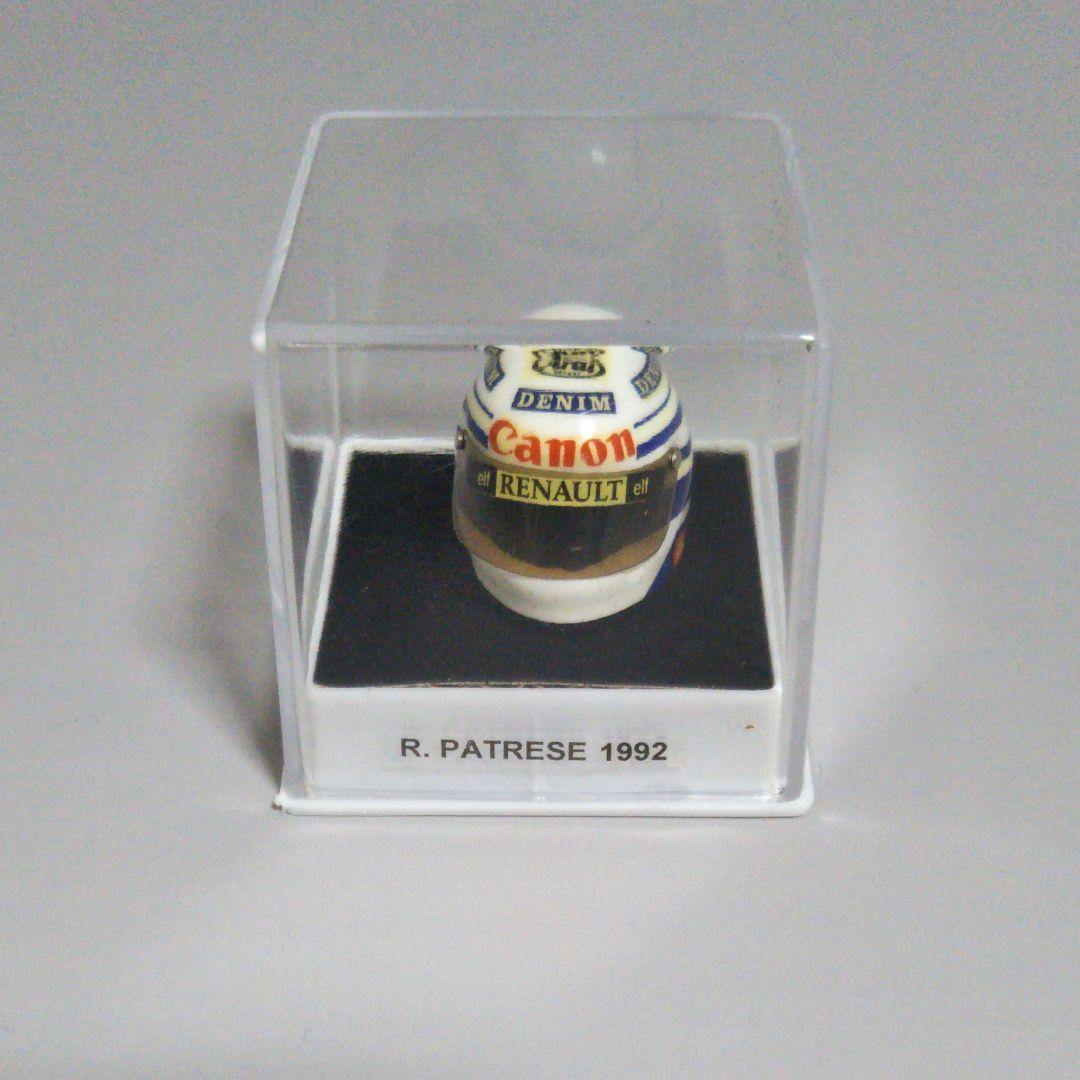 DENIM
Canon
elf RENAULT elf
R. PATRESE 1992